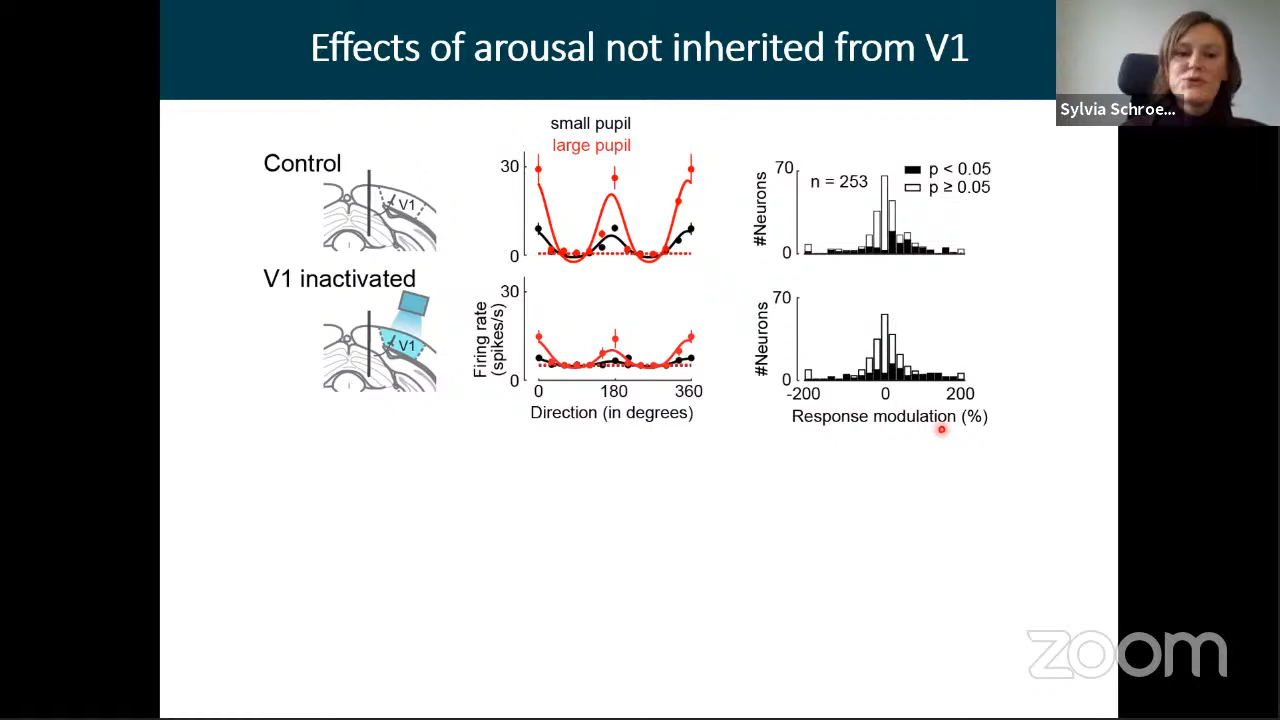 Effects of arousal not inherited from V1
Sylvia Schroe...
small pupil
large pupil
Control
V1
30
0
70
0
#Neurons
n = 253
p < 0.05
p ≥ 0.05
V1 inactivated
V1
30
0
Firing rate
(spikes/s)
0 180 360
Direction (in degrees)
70
0
#Neurons
-200 0 200
Response modulation (%)
zoom